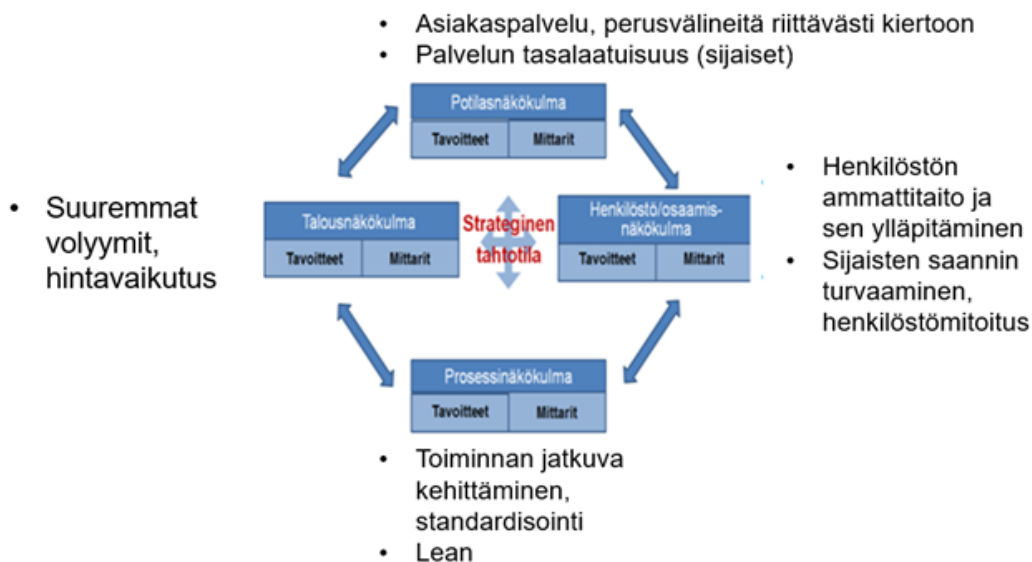 • Asiakaspalvelu, perusvälineitä riittävästi kiertoon
• Palvelun tasalaatuisuus (sijaiset)
Potilasnäkökulma
Tavoitteet Mittarit
• Suuremmat
volyymit,
hintavaikutus
Talousnäkökulma
Tavoitteet Mittarit
Strateginen
tahtotila
Henkilöstö/osaamis-
näkökulma
Tavoitteet Mittarit
• Henkilöstön
ammattitaito ja
sen ylläpitäminen
• Sijaisten saannin
turvaaminen,
henkilöstömitoitus
Prosessinäkökulma
Tavoitteet Mittarit
• Toiminnan jatkuva
kehittäminen,
standardisointi
• Lean